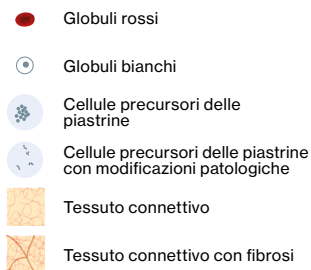 Globuli rossi
Globuli bianchi
Cellule precursori delle
piastrine
Cellule precursori delle piastrine
con modificazioni patologiche
Tessuto connettivo
Tessuto connettivo con fibrosi